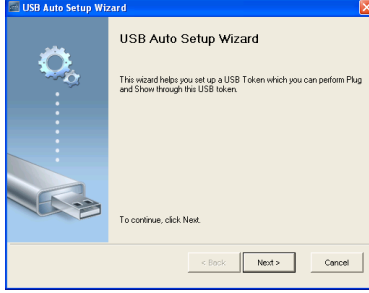 USB Auto Setup Wizard
USB Auto Setup Wizard
This wizard helps you set up a USB Token which you can perform Plug
and Show through this USB token.
To continue, click Next.
< Back
Next >
Cancel